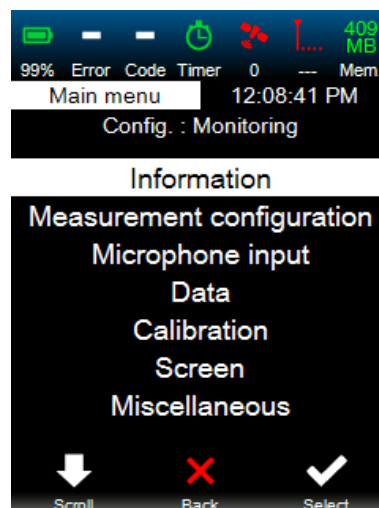 409
MB
99% Error Code Timer 0 --- Mem.
Main menu 12:08:41 PM
Config. : Monitoring
Information
Measurement configuration
Microphone input
Data
Calibration
Screen
Miscellaneous
Scroll Back Select